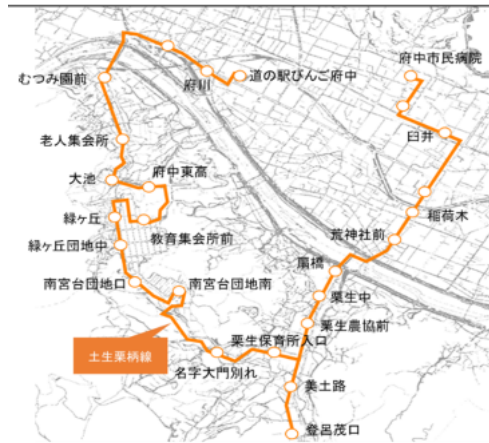 府中市民病院
道の駅びんご府中
府川
むつみ園前
臼井
老人集会所
府中東高
大池
稲荷木
緑ヶ丘
教育集会所前
荒神社前
緑ヶ丘団地中
扇橋
南宮台団地口
南宮台団地南
栗生中
栗生農協前
土生栗柄線
栗生保育所入口
名字大門別れ
美土路
登呂茂口